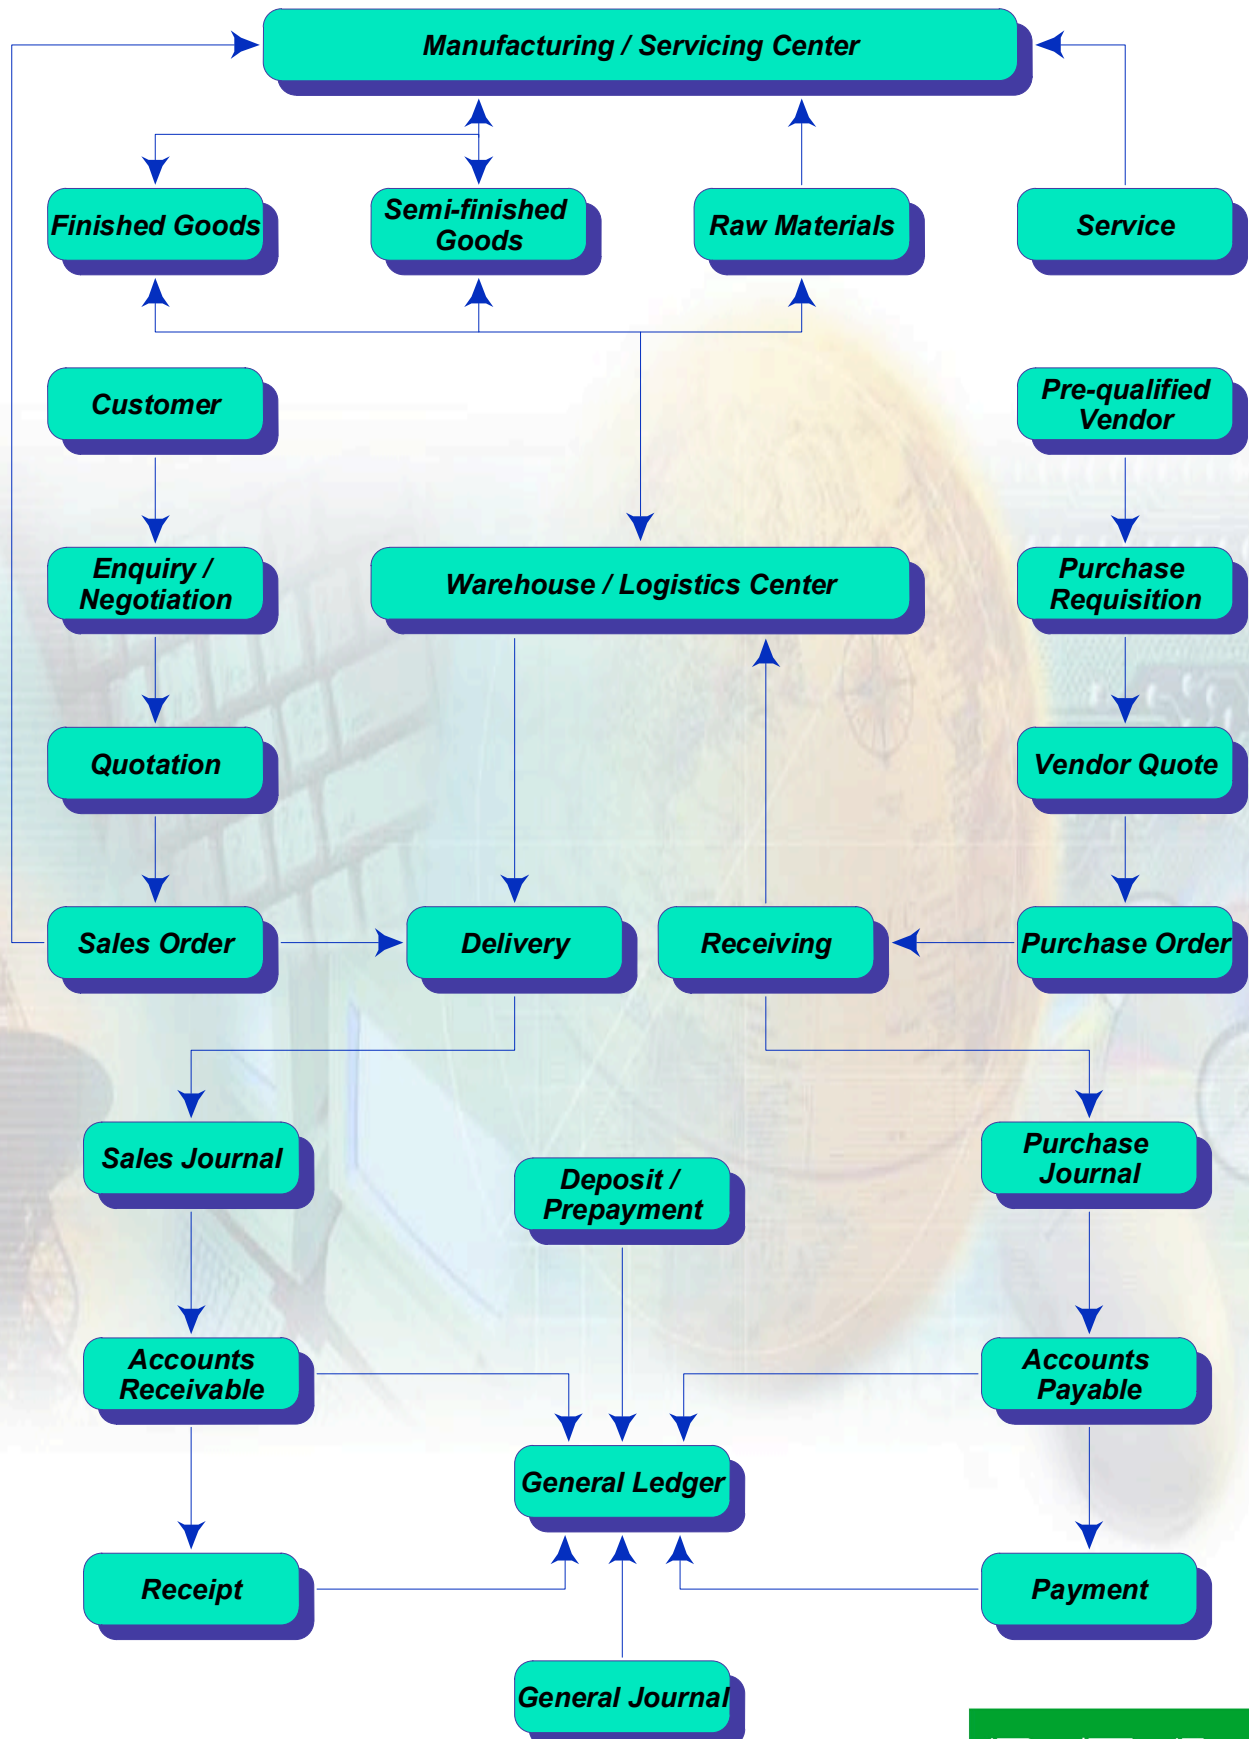 Manufacturing / Servicing Center
Finished Goods
Semi-finished
Goods
Raw Materials
Service
Customer
Pre-qualified
Vendor
Enquiry /
Negotiation
Warehouse / Logistics Center
Purchase
Requisition
Quotation
Vendor Quote
Sales Order
Delivery
Receiving
Purchase Order
Sales Journal
Deposit /
Prepayment
Purchase
Journal
Accounts
Receivable
Accounts
Payable
General Ledger
Receipt
Payment
General Journal